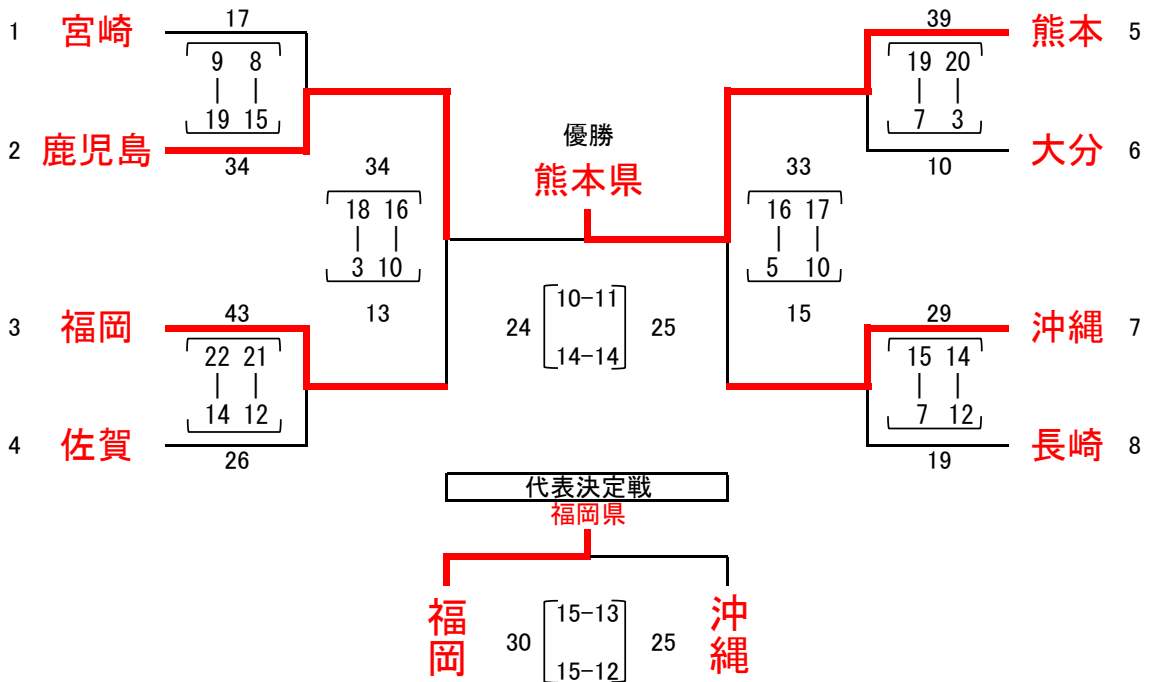 17
39
1 宮崎
熊本 5
9 8
19 20
19 15
7 3
優勝
2 鹿児島
大分 6
34
34
33
10
熊本県
18 16
16 17
3 10
5 10
10-11
43
13
24
25
15
29
3 福岡
沖縄 7
14-14
22 21
15 14
14 12
7 12
4 佐賀
長崎 8
26
19
代表決定戦
福岡県
福岡
沖縄
15-13
30
25
15-12